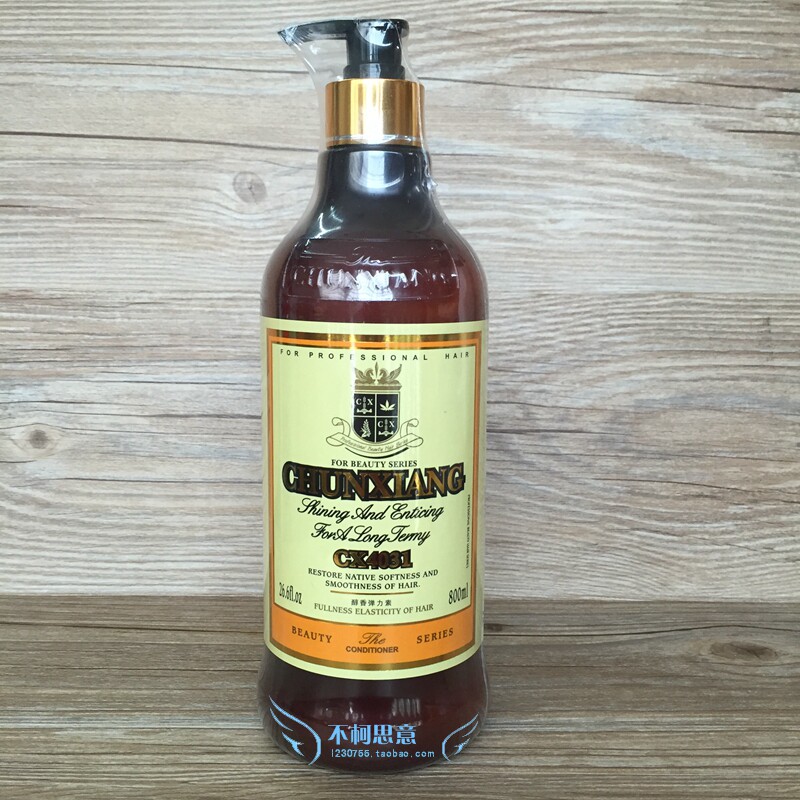 CHUNXIANG
FOR PROFESSIONAL HAIR
C X
C X
FOR BEAUTY SERIES
CHUNXIANG
Shining And Enticing
For A Long Termy
CX4031
RESTORE NATIVE SOFTNESS AND
SMOOTHNESS OF HAIR.
26.6fl.oz
800ml
醇香弹力素
FULLNESS ELASTICITY OF HAIR
BEAUTY The SERIES
CONDITIONER
不柯思意
1230755.taobao.com